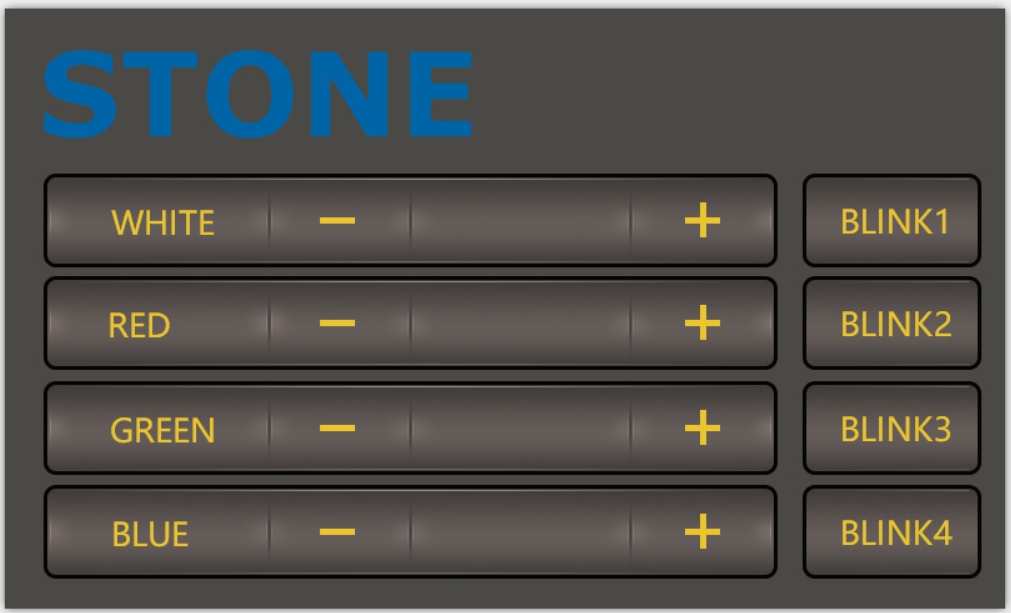 STONE
WHITE − + BLINK1
RED − + BLINK2
GREEN − + BLINK3
BLUE − + BLINK4